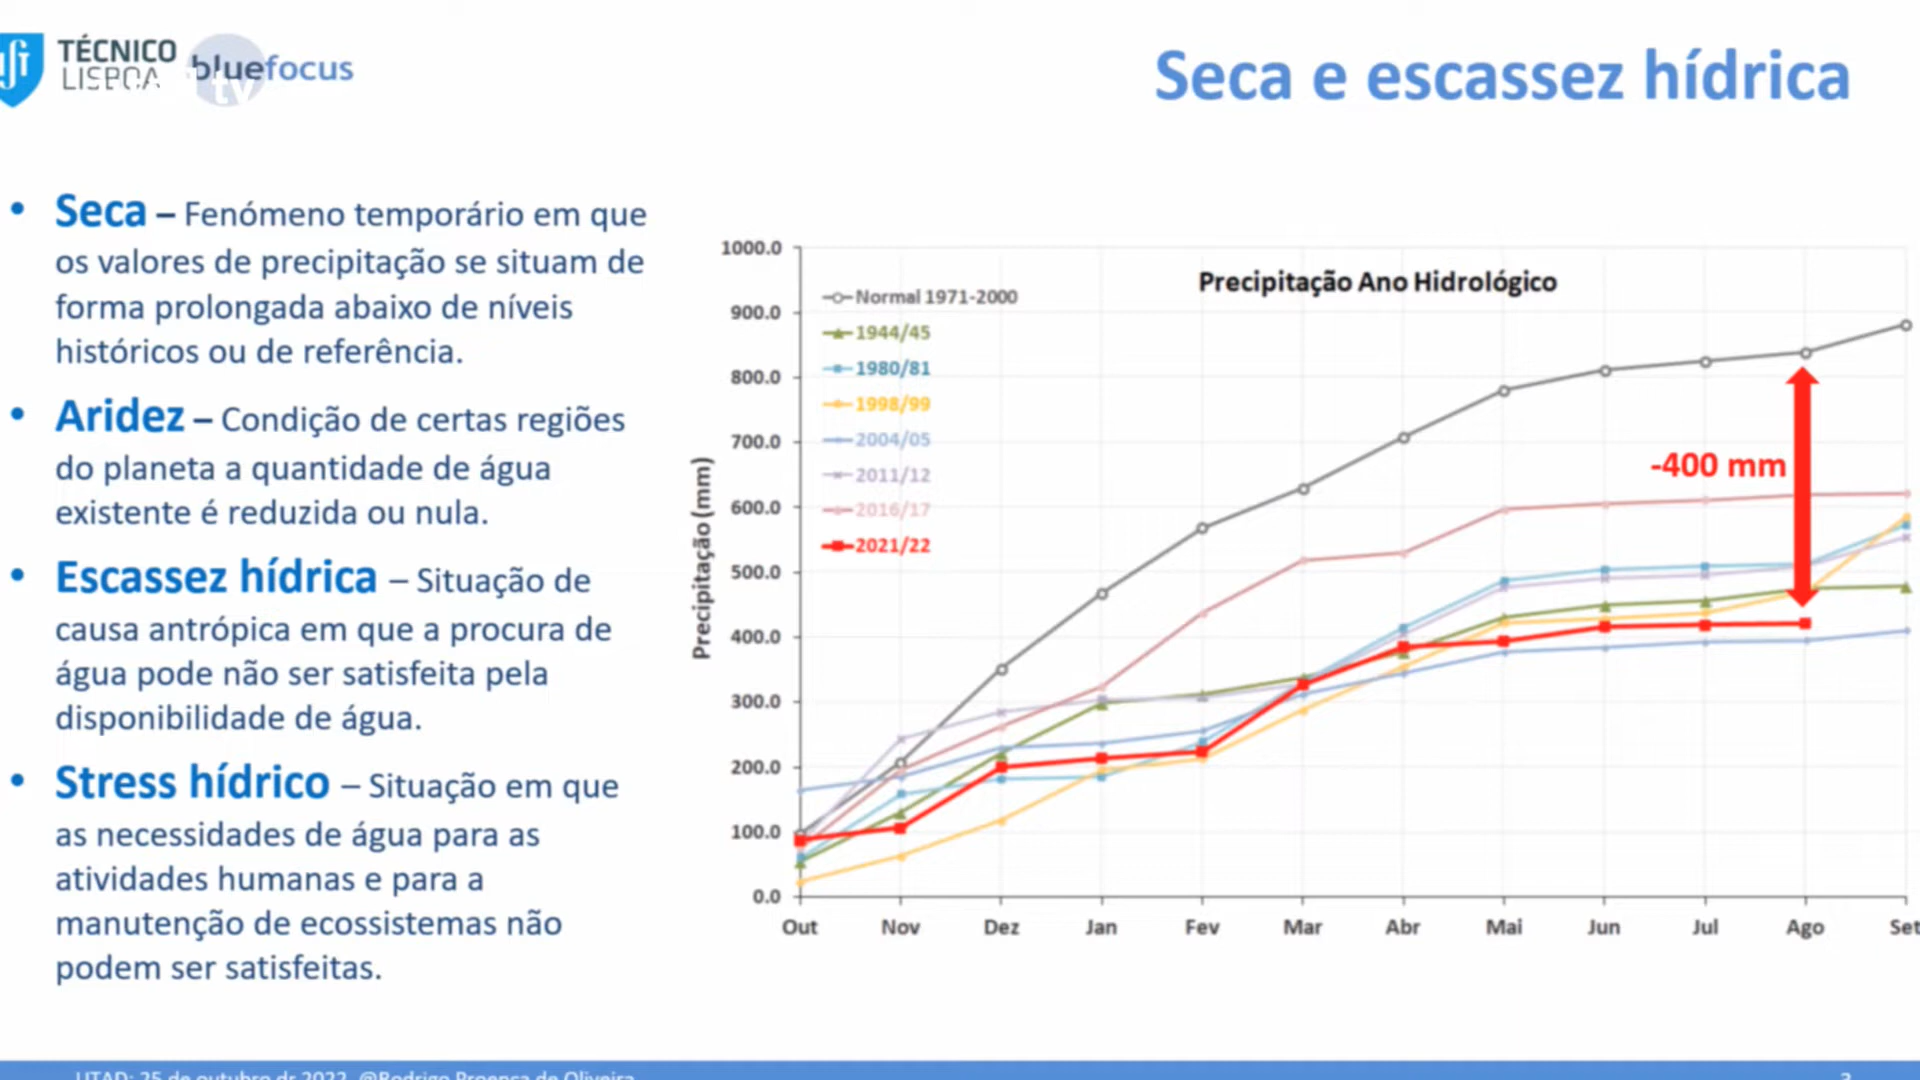 TÉCNICO
LISBOA
bluefocus
tv
Seca e escassez hídrica
• Seca – Fenómeno temporário em que
os valores de precipitação se situam de
forma prolongada abaixo de níveis
históricos ou de referência.
• Aridez – Condição de certas regiões
do planeta a quantidade de água
existente é reduzida ou nula.
• Escassez hídrica – Situação de
causa antrópica em que a procura de
água pode não ser satisfeita pela
disponibilidade de água.
• Stress hídrico – Situação em que
as necessidades de água para as
atividades humanas e para a
manutenção de ecossistemas não
podem ser satisfeitas.
Precipitação Ano Hidrológico
Precipitação (mm)
1000.0
900.0
800.0
700.0
600.0
500.0
400.0
300.0
200.0
100.0
0.0
Normal 1971-2000
1944/45
1980/81
1998/99
2004/05
2011/12
2016/17
2021/22
-400 mm
Out Nov Dez Jan Fev Mar Abr Mai Jun Jul Ago Set
UTAD: 25 de outubro dr 2022, @Rodrigo Proença de Oliveira